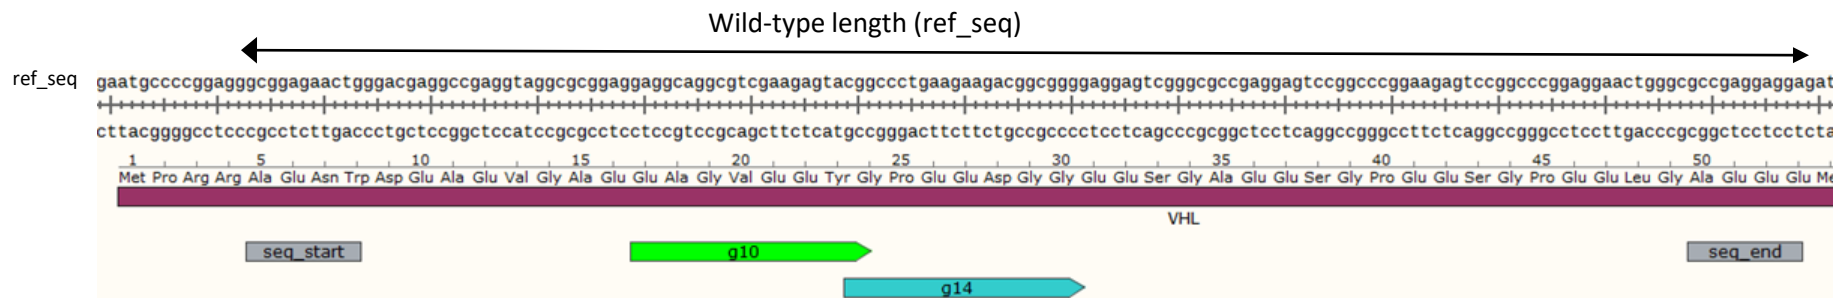 Wild-type length (ref_seq)
ref_seq gaatgccccggagggcggagaactgggacgaggccgaggtaggcgcggaggaggcaggcgtcgaagagtacggccctgaagaagacggcggggaggagtcgggcgccgaggagtccggcccggaagagtccggcccggaggaactgggcgccgaggaggagat
cttacggggcctcccgcctcttgaccctgctccggctccatccgcgcctcctccgtccgcagcttctcatgccgggacttcttctgccgcccctcctcagcccgcggctcctcaggccgggccttctcaggccgggcctccttgacccgcggctcctcctcta
1 5 10 15 20 25 30 35 40 45 50
Met Pro Arg Arg Ala Glu Asn Trp Asp Glu Ala Glu Val Gly Ala Glu Glu Ala Gly Val Glu Glu Tyr Gly Pro Glu Glu Asp Gly Gly Glu Glu Ser Gly Ala Glu Glu Ser Gly Pro Glu Glu Ser Gly Pro Glu Glu Leu Gly Ala Glu Glu Glu Me
VHL
seq_start g10 seq_end
g14